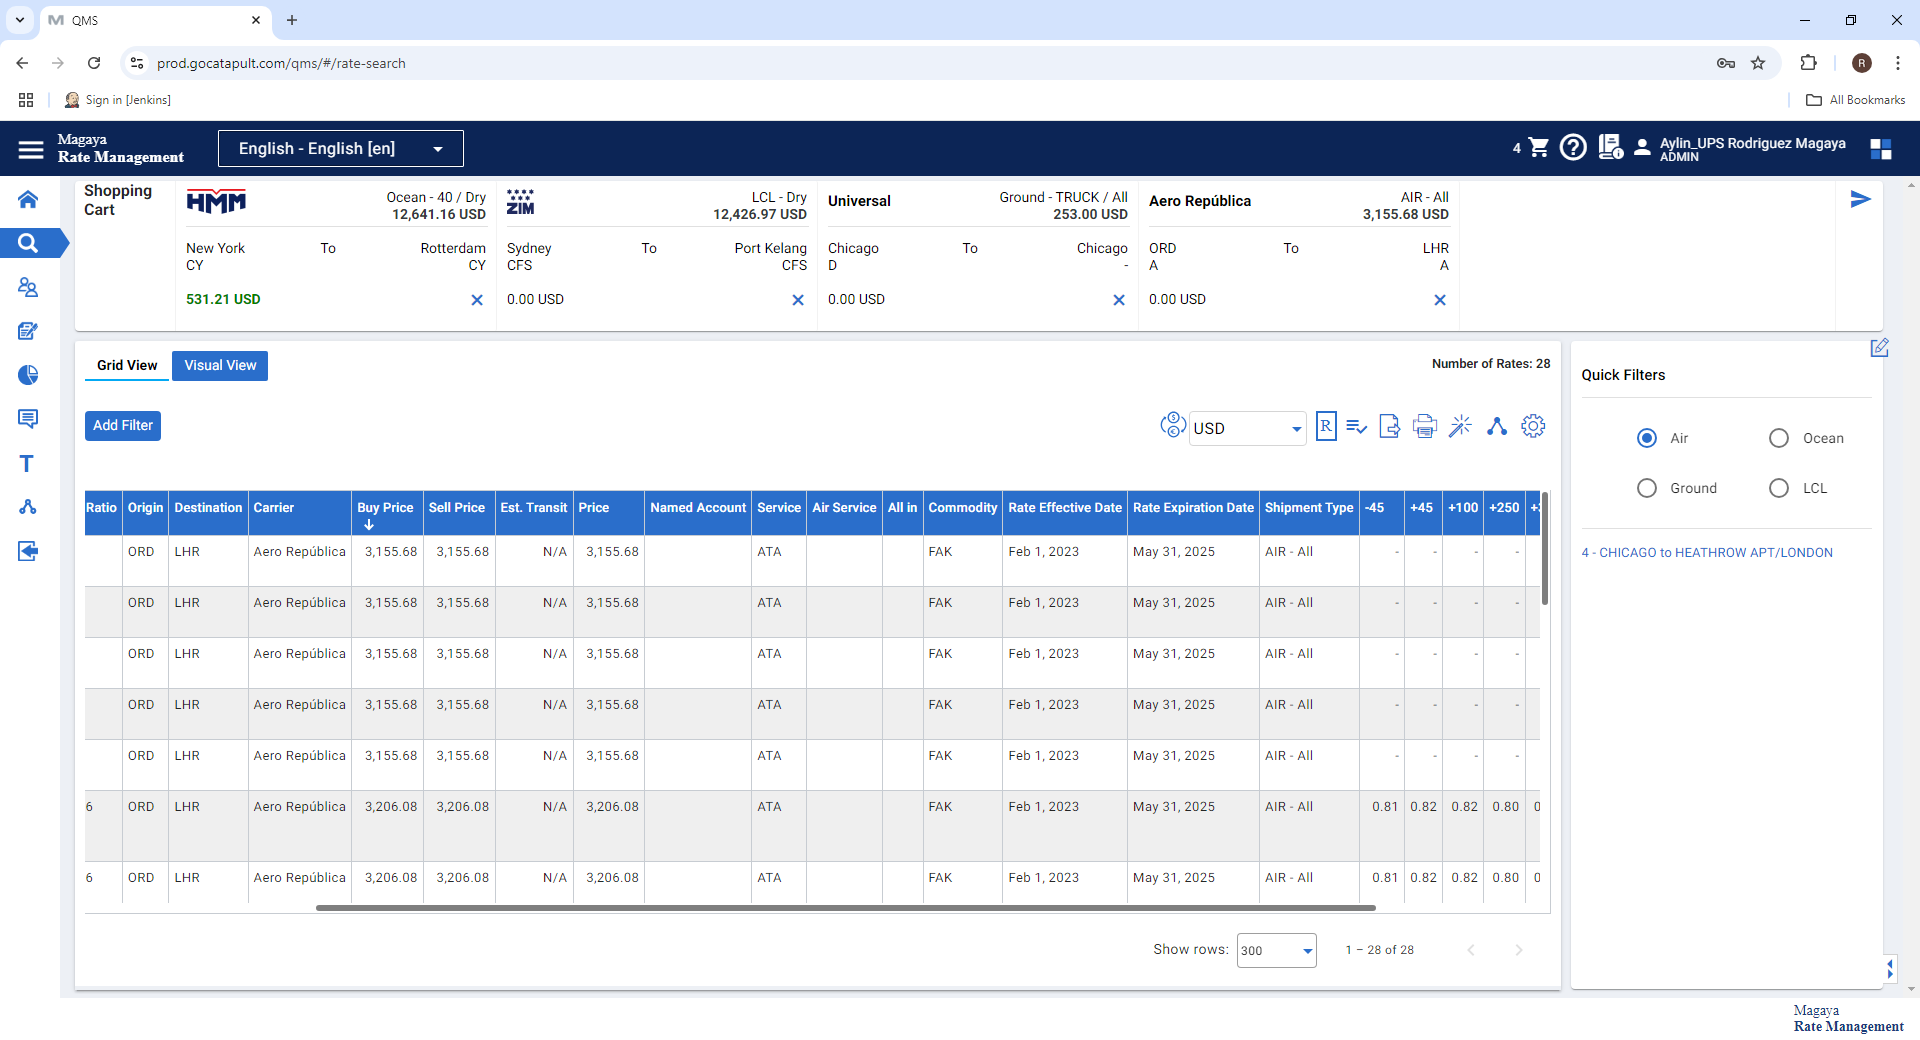 QMS
prod.gocatapult.com/qms/#/rate-search
R
Sign in [Jenkins]
All Bookmarks
Magaya
Rate Management
English - English [en]
4
Aylin_UPS Rodriguez Magaya
ADMIN
Shopping
Cart
HMM
Ocean - 40 / Dry
12,641.16 USD
New York To Rotterdam
CY CY
531.21 USD
ZIM
LCL - Dry
12,426.97 USD
Sydney To Port Kelang
CFS CFS
0.00 USD
Universal
Ground - TRUCK / All
253.00 USD
Chicago To Chicago
D -
0.00 USD
Aero República
AIR - All
3,155.68 USD
ORD To LHR
A A
0.00 USD
Grid View
Visual View
Number of Rates: 28
Add Filter
USD
R
Ratio Origin Destination Carrier Buy Price Sell Price Est. Transit Price Named Account Service Air Service All in Commodity Rate Effective Date Rate Expiration Date Shipment Type -45 +45 +100 +250
ORD LHR Aero República 3,155.68 3,155.68 N/A 3,155.68 ATA FAK Feb 1, 2023 May 31, 2025 AIR - All - - - -
ORD LHR Aero República 3,155.68 3,155.68 N/A 3,155.68 ATA FAK Feb 1, 2023 May 31, 2025 AIR - All - - - -
ORD LHR Aero República 3,155.68 3,155.68 N/A 3,155.68 ATA FAK Feb 1, 2023 May 31, 2025 AIR - All - - - -
ORD LHR Aero República 3,155.68 3,155.68 N/A 3,155.68 ATA FAK Feb 1, 2023 May 31, 2025 AIR - All - - - -
ORD LHR Aero República 3,155.68 3,155.68 N/A 3,155.68 ATA FAK Feb 1, 2023 May 31, 2025 AIR - All - - - -
6 ORD LHR Aero República 3,206.08 3,206.08 N/A 3,206.08 ATA FAK Feb 1, 2023 May 31, 2025 AIR - All 0.81 0.82 0.82 0.80 0
6 ORD LHR Aero República 3,206.08 3,206.08 N/A 3,206.08 ATA FAK Feb 1, 2023 May 31, 2025 AIR - All 0.81 0.82 0.82 0.80 0
Show rows: 300 1 – 28 of 28
Quick Filters
Air Ocean
Ground LCL
4 - CHICAGO to HEATHROW APT/LONDON
Magaya
Rate Management